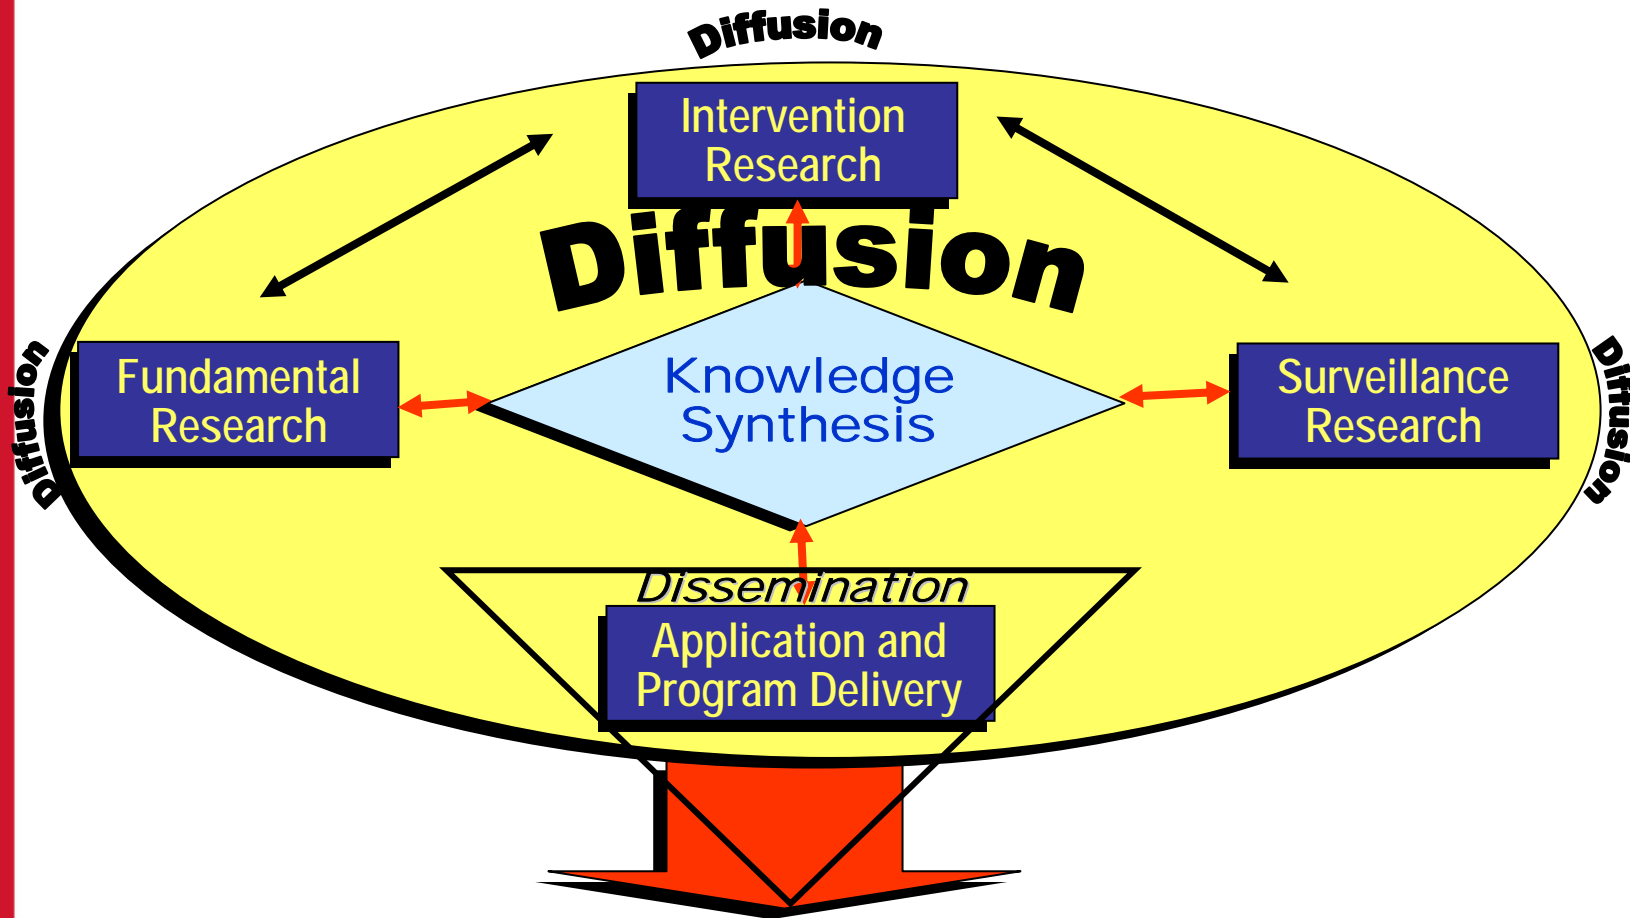 Diffusion
Intervention
Research
Diffusion
Diffusion
Fundamental
Research
Knowledge
Synthesis
Surveillance
Research
Diffusion
Dissemination
Application and
Program Delivery